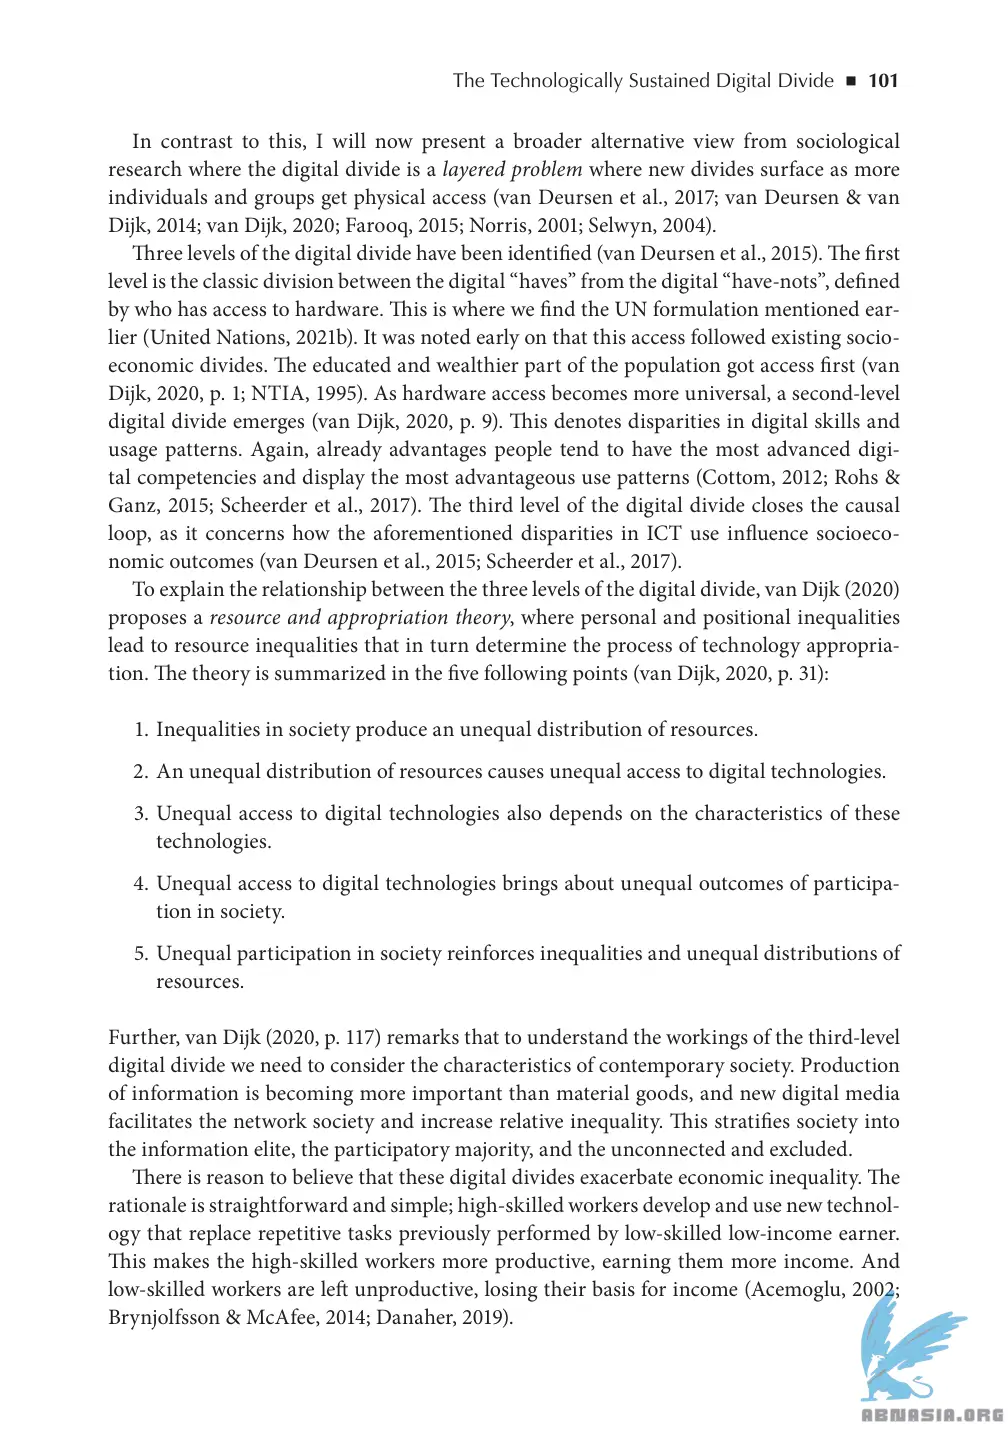 The Technologically Sustained Digital Divide ■ 101
In contrast to this, I will now present a broader alternative view from sociological
research where the digital divide is a layered problem where new divides surface as more
individuals and groups get physical access (van Deursen et al., 2017; van Deursen & van
Dijk, 2014; van Dijk, 2020; Farooq, 2015; Norris, 2001; Selwyn, 2004).
Three levels of the digital divide have been identified (van Deursen et al., 2015). The first
level is the classic division between the digital “haves” from the digital “have-nots”, defined
by who has access to hardware. This is where we find the UN formulation mentioned ear-
lier (United Nations, 2021b). It was noted early on that this access followed existing socio-
economic divides. The educated and wealthier part of the population got access first (van
Dijk, 2020, p. 1; NTIA, 1995). As hardware access becomes more universal, a second-level
digital divide emerges (van Dijk, 2020, p. 9). This denotes disparities in digital skills and
usage patterns. Again, already advantages people tend to have the most advanced digi-
tal competencies and display the most advantageous use patterns (Cottom, 2012; Rohs &
Ganz, 2015; Scheerder et al., 2017). The third level of the digital divide closes the causal
loop, as it concerns how the aforementioned disparities in ICT use influence socioeco-
nomic outcomes (van Deursen et al., 2015; Scheerder et al., 2017).
To explain the relationship between the three levels of the digital divide, van Dijk (2020)
proposes a resource and appropriation theory, where personal and positional inequalities
lead to resource inequalities that in turn determine the process of technology appropria-
tion. The theory is summarized in the five following points (van Dijk, 2020, p. 31):
1. Inequalities in society produce an unequal distribution of resources.
2. An unequal distribution of resources causes unequal access to digital technologies.
3. Unequal access to digital technologies also depends on the characteristics of these
technologies.
4. Unequal access to digital technologies brings about unequal outcomes of participa-
tion in society.
5. Unequal participation in society reinforces inequalities and unequal distributions of
resources.
Further, van Dijk (2020, p. 117) remarks that to understand the workings of the third-level
digital divide we need to consider the characteristics of contemporary society. Production
of information is becoming more important than material goods, and new digital media
facilitates the network society and increase relative inequality. This stratifies society into
the information elite, the participatory majority, and the unconnected and excluded.
There is reason to believe that these digital divides exacerbate economic inequality. The
rationale is straightforward and simple; high-skilled workers develop and use new technol-
ogy that replace repetitive tasks previously performed by low-skilled low-income earner.
This makes the high-skilled workers more productive, earning them more income. And
low-skilled workers are left unproductive, losing their basis for income (Acemoglu, 2002;
Brynjolfsson & McAfee, 2014; Danaher, 2019).
ABNASIA.ORG